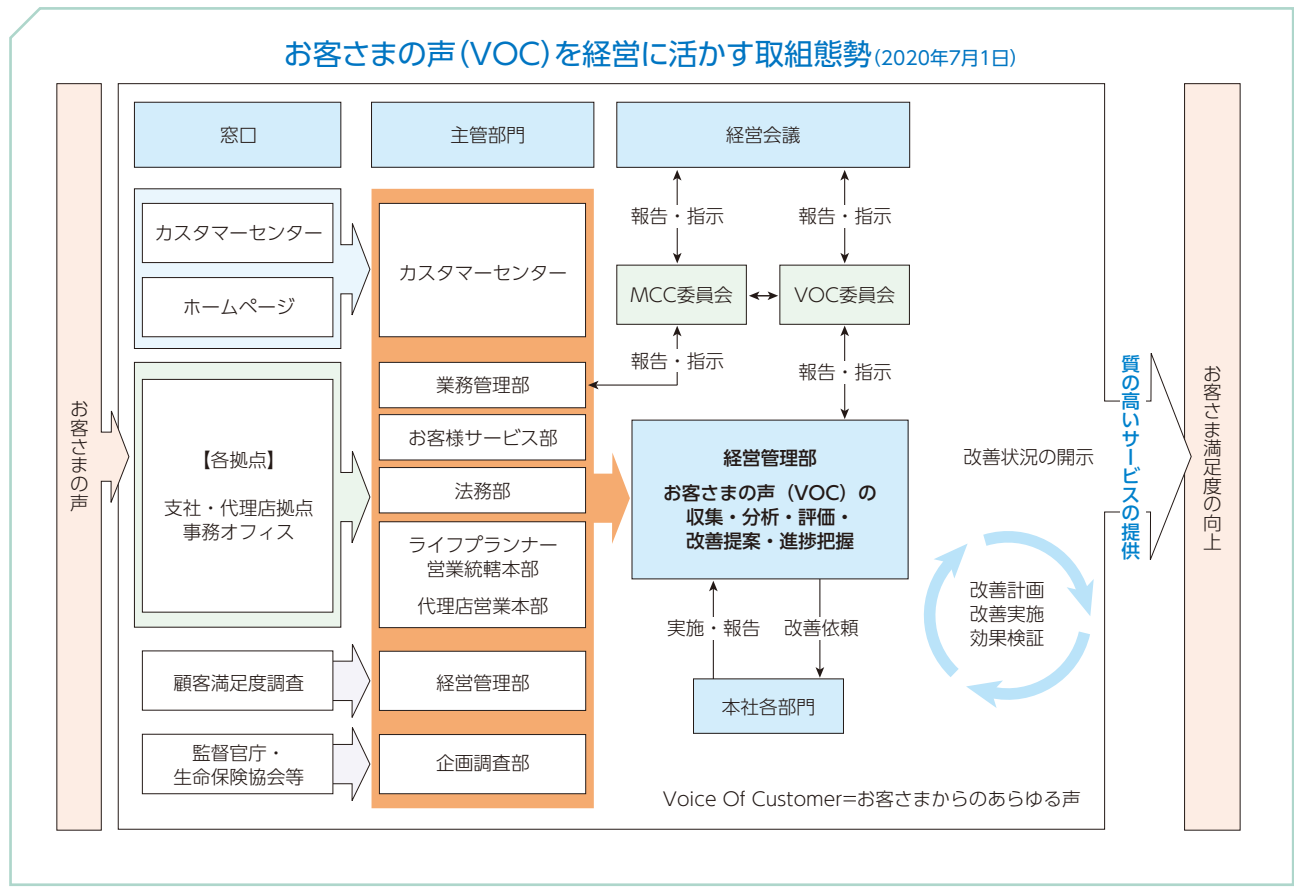 お客さまの声(VOC)を経営に活かす取組態勢(2020年7月1日)
お客さまの声
窓口
主管部門
経営会議
カスタマーセンター
ホームページ
カスタマーセンター
報告・指示
報告・指示
MCC委員会
VOC委員会
報告・指示
報告・指示
【各拠点】
支社・代理店拠点
事務オフィス
業務管理部
お客様サービス部
法務部
ライフプランナー
営業統轄本部
代理店営業本部
経営管理部
お客さまの声（VOC）の
収集・分析・評価・
改善提案・進捗把握
実施・報告
改善依頼
本社各部門
顧客満足度調査
経営管理部
監督官庁・
生命保険協会等
企画調査部
改善状況の開示
改善計画
改善実施
効果検証
Voice Of Customer=お客さまからのあらゆる声
質の高いサービスの提供
お客さま満足度の向上